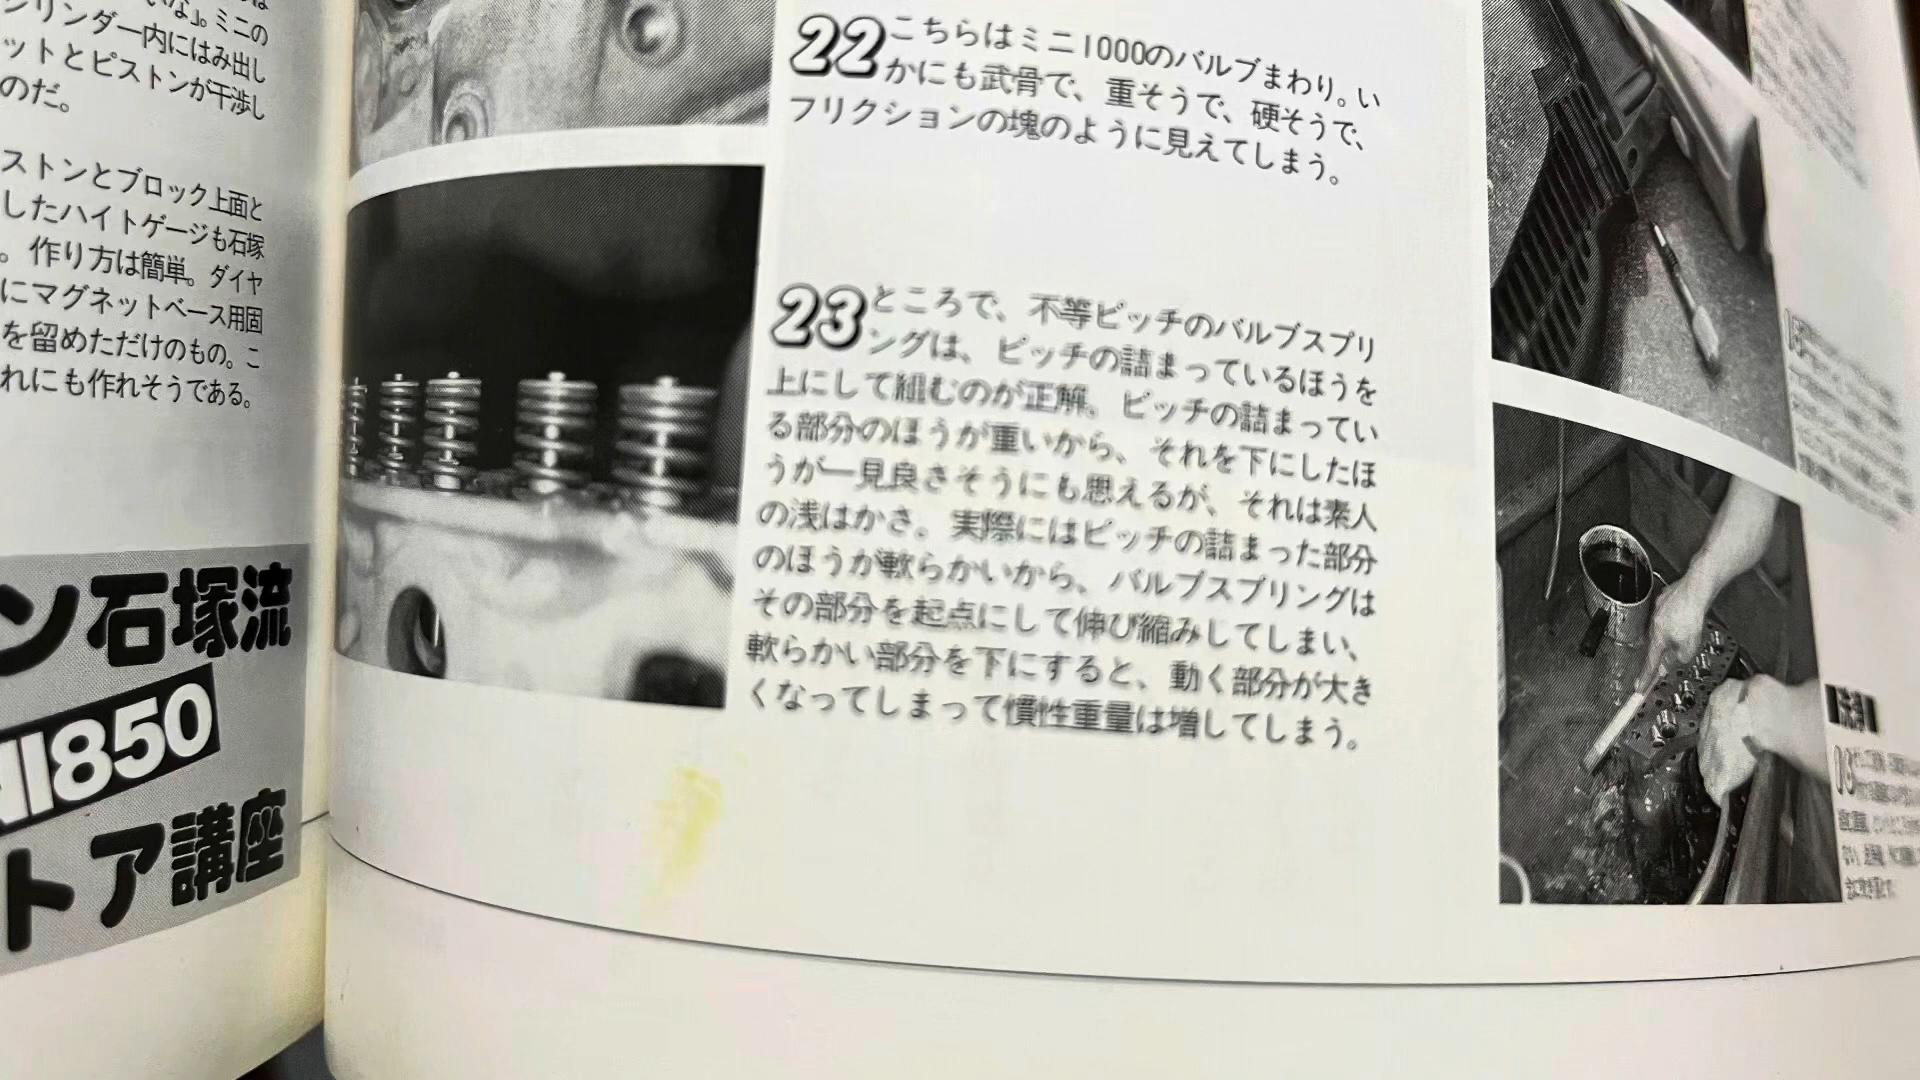 いな」。ミニの
シリンダー内にはみ出し
ットとピストンが干渉し
のだ。
ストンとブロック上面と
したハイトゲージも石塚
。作り方は簡単。ダイヤ
にマグネットベース用固
を留めただけのもの。こ
れにも作れそうである。
ン石塚流
NI850
トア講座
22 こちらはミニ1000のバルブまわり。い
かにも武骨で、重そうで、硬そうで、
フリクションの塊のように見えてしまう。
23 ところで、不等ピッチのバルブスプリ
ングは、ピッチの詰まっているほうを
上にして組むのが正解。ピッチの詰まってい
る部分のほうが重いから、それを下にしたほ
うが一見良さそうにも思えるが、それは素人
の浅はかさ。実際にはピッチの詰まった部分
のほうが軟らかいから、バルブスプリングは
その部分を起点にして伸び縮みしてしまい、
軟らかい部分を下にすると、動く部分が大き
くなってしまって慣性重量は増してしまう。
洗浄